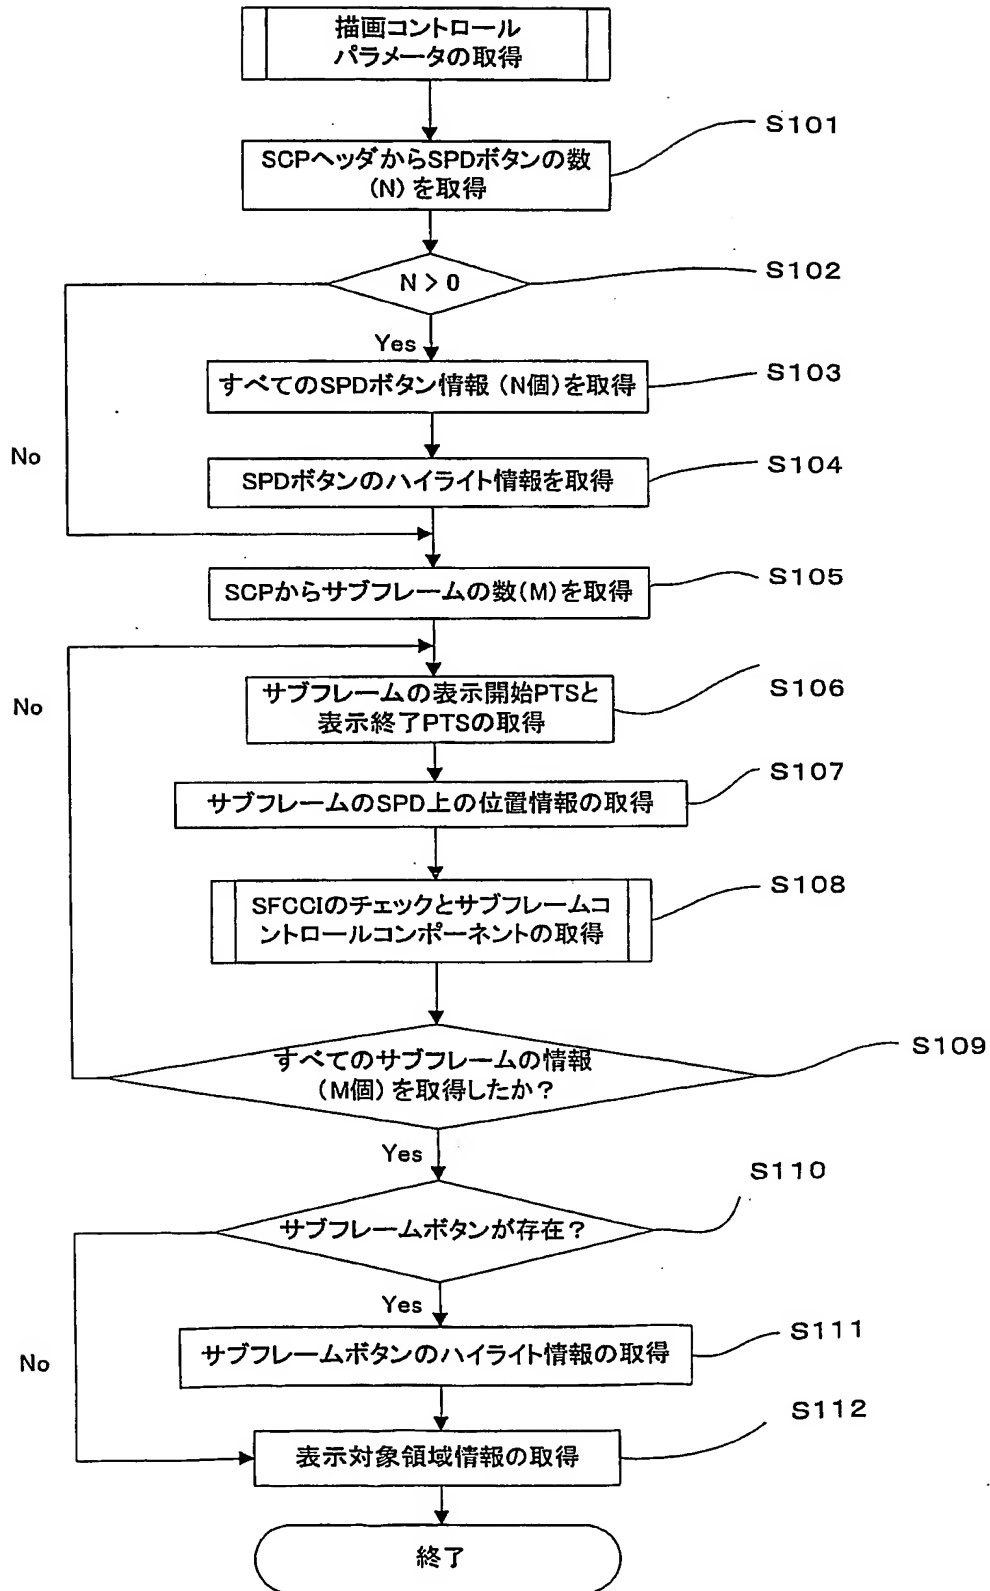 描画コントロール
パラメータの取得
S101
SCPヘッダからSPDボタンの数
(N)を取得
S102
N > 0
Yes
S103
すべてのSPDボタン情報(N個)を取得
No
S104
SPDボタンのハイライト情報を取得
S105
SCPからサブフレームの数(M)を取得
No
S106
サブフレームの表示開始PTSと
表示終了PTSの取得
S107
サブフレームのSPD上の位置情報の取得
S108
SFCCIのチェックとサブフレームコ
ントロールコンポーネントの取得
S109
すべてのサブフレームの情報
(M個)を取得したか?
Yes
S110
サブフレームボタンが存在?
Yes
S111
サブフレームボタンのハイライト情報の取得
No
S112
表示対象領域情報の取得
終了